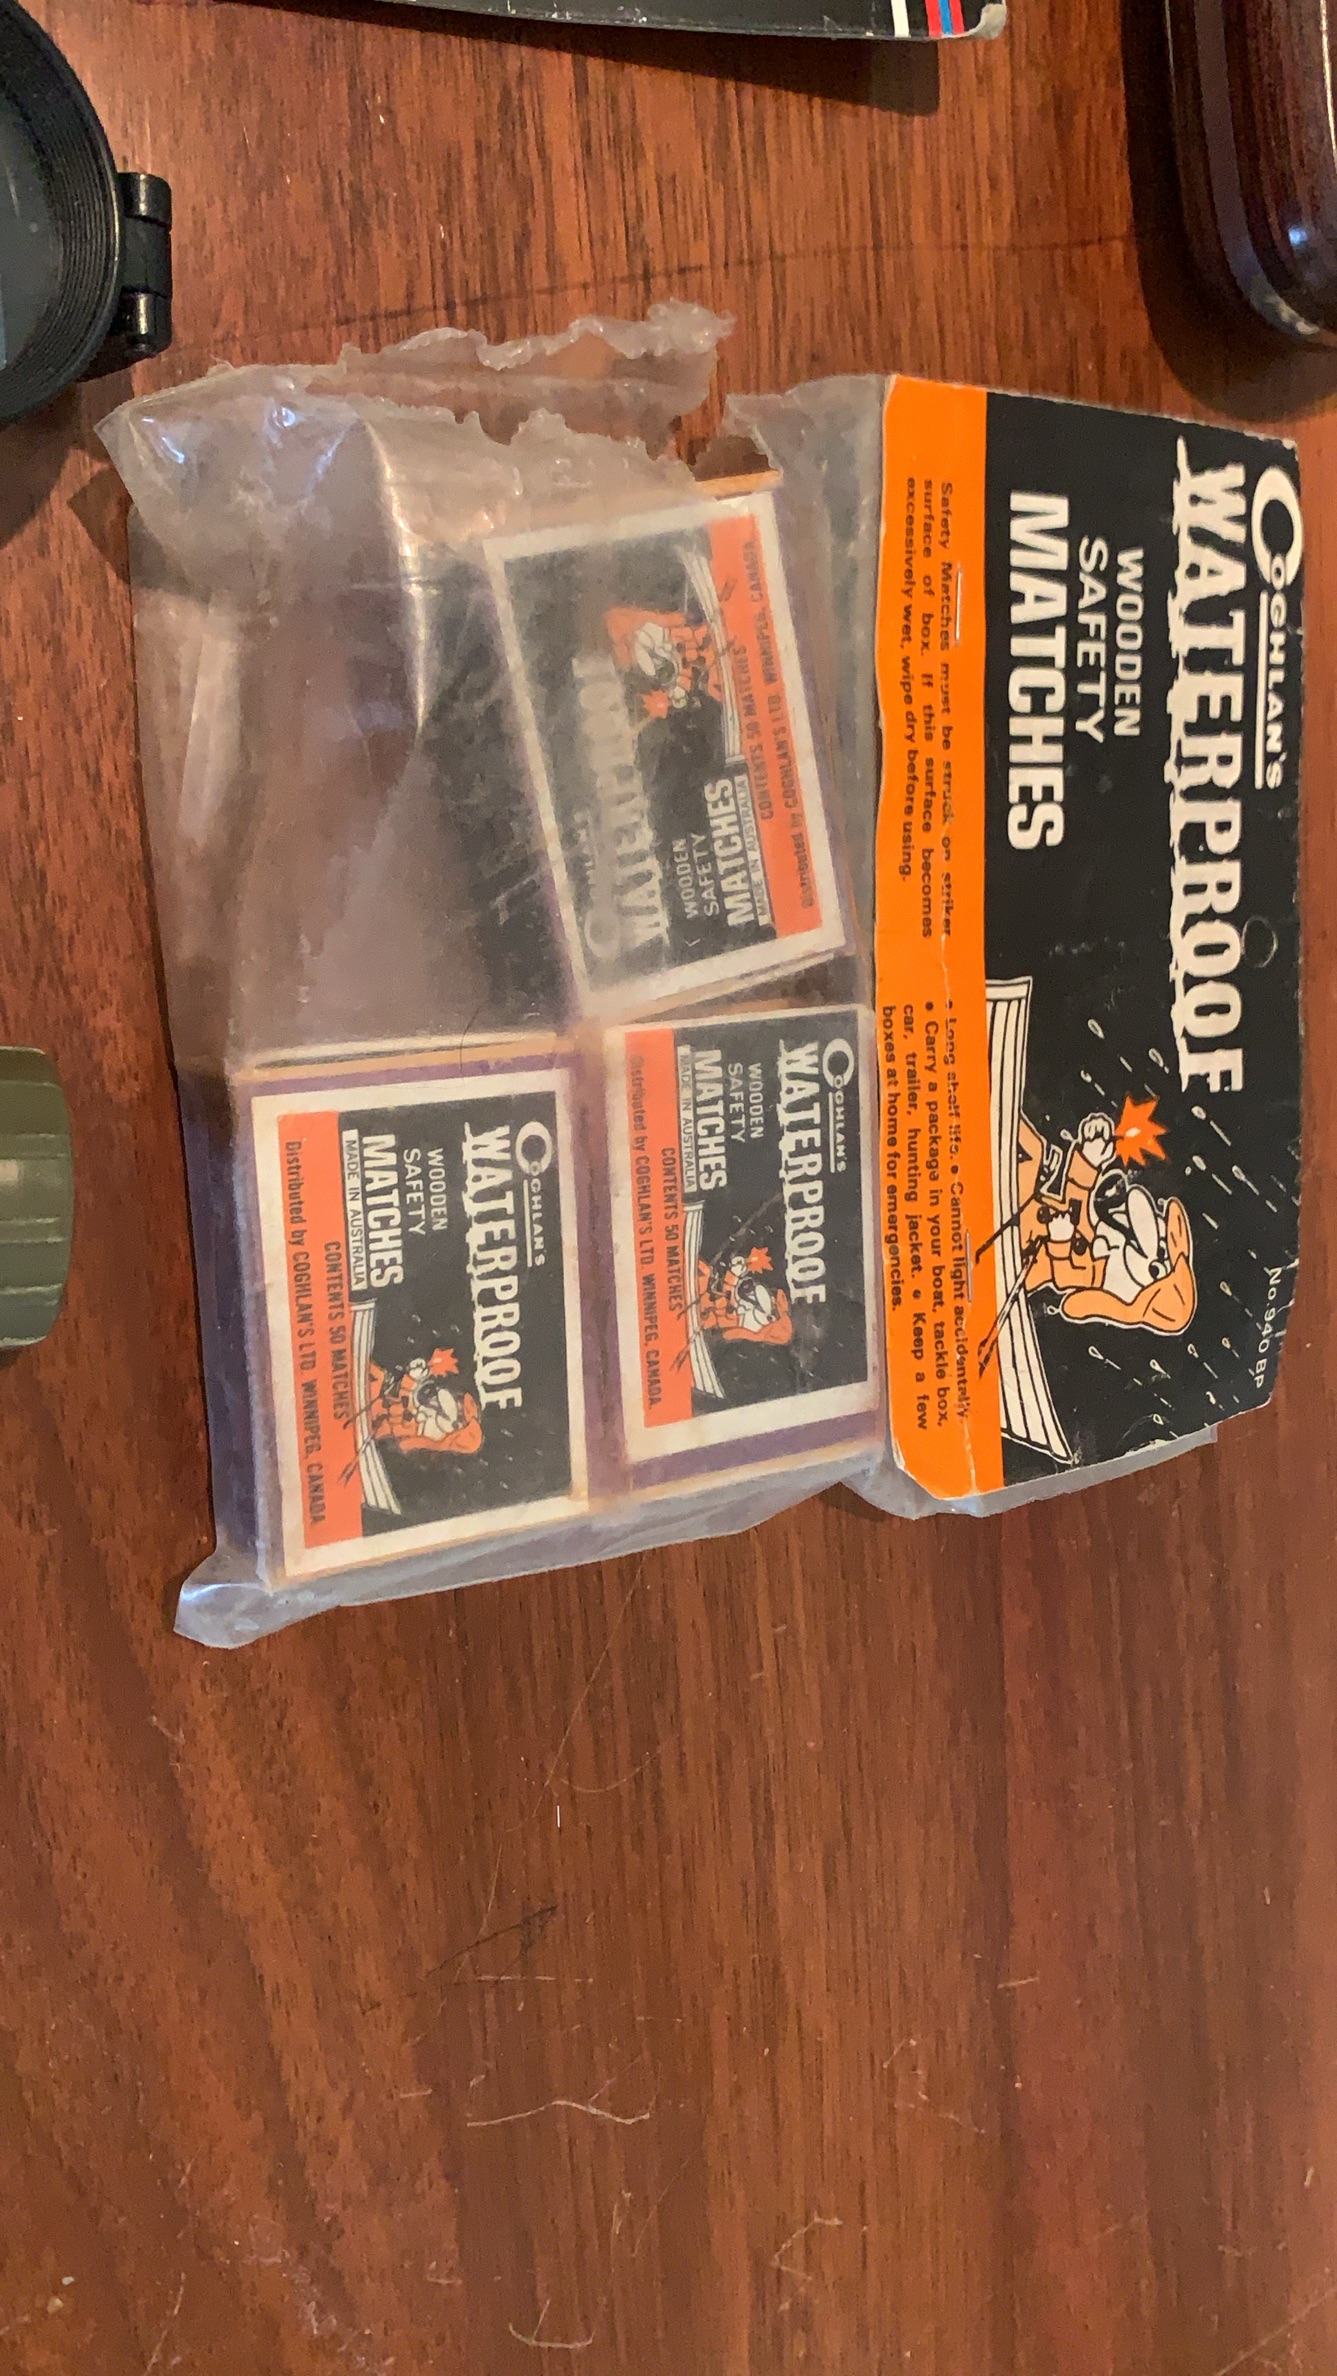 COGHLAN'S
WATERPROOF
WOODEN
SAFETY
MATCHES
No. 940 BP
Safety Matches must be struck on striker
surface of box. If this surface becomes
excessively wet, wipe dry before using.
• Long shelf life. • Cannot light accidentally.
• Carry a package in your boat, tackle box,
car, trailer, hunting jacket. • Keep a few
boxes at home for emergencies.
WATERPROOF
WOODEN
SAFETY
MATCHES
MADE IN AUSTRALIA
CONTENTS 50 MATCHES
Distributed by COGHLAN'S LTD. WINNIPEG, CANADA
COGHLAN'S
WATERPROOF
WOODEN
SAFETY
MATCHES
MADE IN AUSTRALIA
CONTENTS 50 MATCHES
Distributed by COGHLAN'S LTD. WINNIPEG, CANADA
COGHLAN'S
WATERPROOF
WOODEN
SAFETY
MATCHES
MADE IN AUSTRALIA
CONTENTS 50 MATCHES
Distributed by COGHLAN'S LTD. WINNIPEG, CANADA